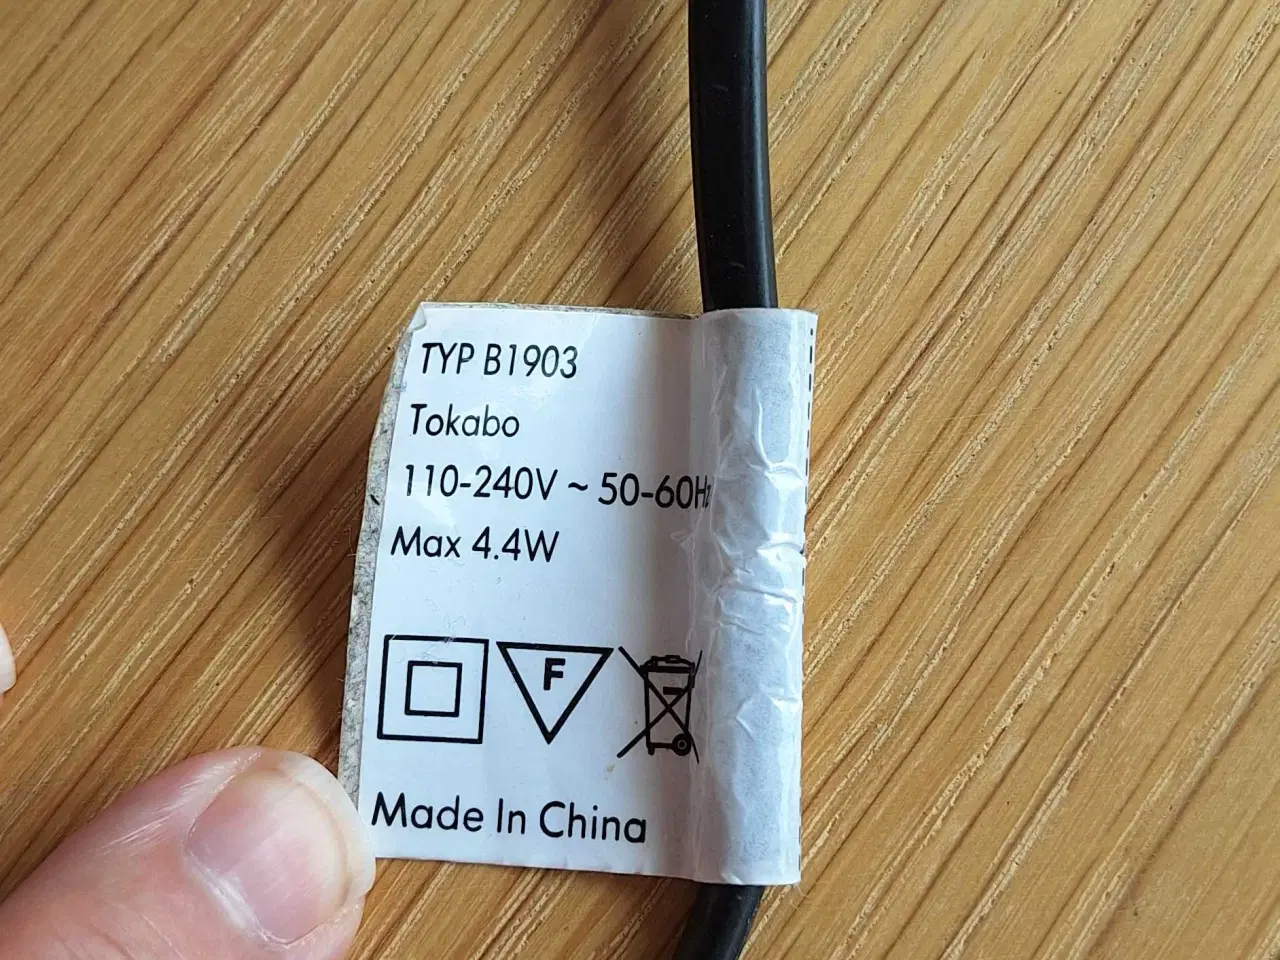 TYP B1903
Tokabo
110-240V ~ 50-60Hz
Max 4.4W
F
Made In China